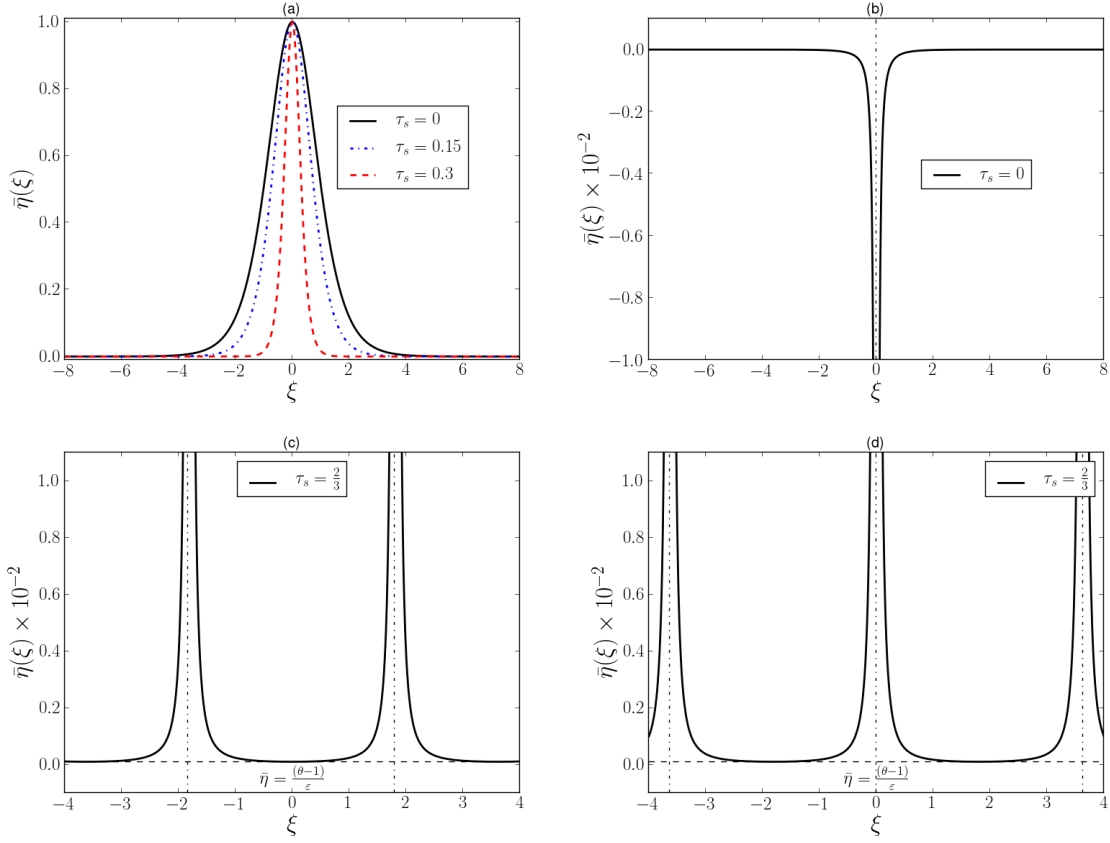 (a)
1.0
0.8
0.6
0.4
0.2
0.0
η̄(ξ)
τ_s = 0
τ_s = 0.15
τ_s = 0.3
−8 −6 −4 −2 0 2 4 6 8
ξ
(b)
0.0
−0.2
−0.4
−0.6
−0.8
−1.0
η̄(ξ) × 10⁻²
τ_s = 0
−8 −6 −4 −2 0 2 4 6 8
ξ
(c)
1.0
0.8
0.6
0.4
0.2
0.0
η̄(ξ) × 10⁻²
τ_s = 2/3
η̄ = (θ−1)/ε
−4 −3 −2 −1 0 1 2 3 4
ξ
(d)
1.0
0.8
0.6
0.4
0.2
0.0
η̄(ξ) × 10⁻²
τ_s = 2/3
η̄ = (θ−1)/ε
−4 −3 −2 −1 0 1 2 3 4
ξ